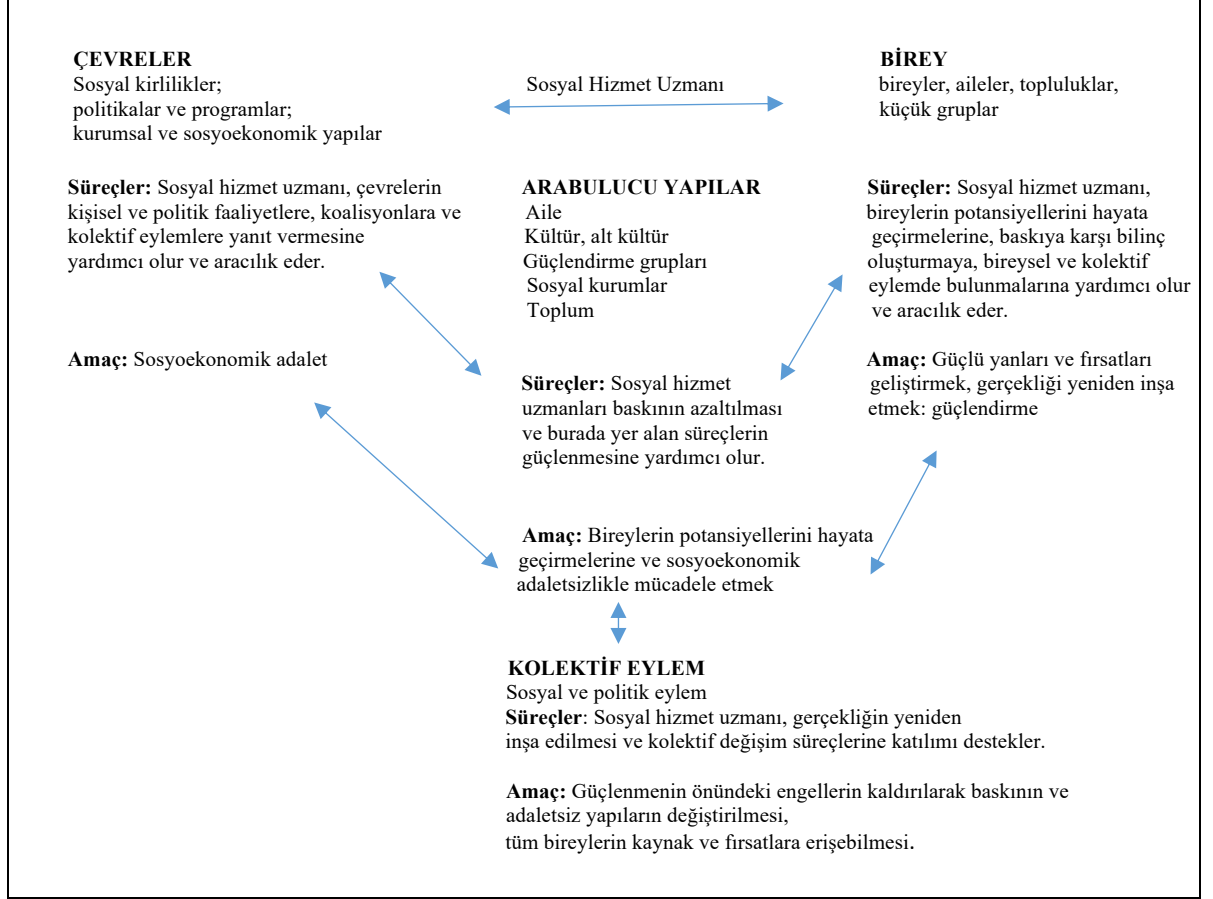 ÇEVRELER
Sosyal kirlilikler;
politikalar ve programlar;
kurumsal ve sosyoekonomik yapılar
Sosyal Hizmet Uzmanı
BİREY
bireyler, aileler, topluluklar,
küçük gruplar
Süreçler: Sosyal hizmet uzmanı, çevrelerin
kişisel ve politik faaliyetlere, koalisyonlara ve
kolektif eylemlere yanıt vermesine
yardımcı olur ve aracılık eder.
Amaç: Sosyoekonomik adalet
ARABULUCU YAPILAR
Aile
Kültür, alt kültür
Güçlendirme grupları
Sosyal kurumlar
Toplum
Süreçler: Sosyal hizmet
uzmanları baskının azaltılması
ve burada yer alan süreçlerin
güçlenmesine yardımcı olur.
Amaç: Bireylerin potansiyellerini hayata
geçirmelerine ve sosyoekonomik
adaletsizlikle mücadele etmek
Süreçler: Sosyal hizmet uzmanı,
bireylerin potansiyellerini hayata
geçirmelerine, baskıya karşı bilinç
oluşturmaya, bireysel ve kolektif
eylemde bulunmalarına yardımcı olur
ve aracılık eder.
Amaç: Güçlü yanları ve fırsatları
geliştirmek, gerçekliği yeniden inşa
etmek: güçlendirme
KOLEKTİF EYLEM
Sosyal ve politik eylem
Süreçler: Sosyal hizmet uzmanı, gerçekliğin yeniden
inşa edilmesi ve kolektif değişim süreçlerine katılımı destekler.
Amaç: Güçlenmenin önündeki engellerin kaldırılarak baskının ve
adaletsiz yapıların değiştirilmesi,
tüm bireylerin kaynak ve fırsatlara erişebilmesi.